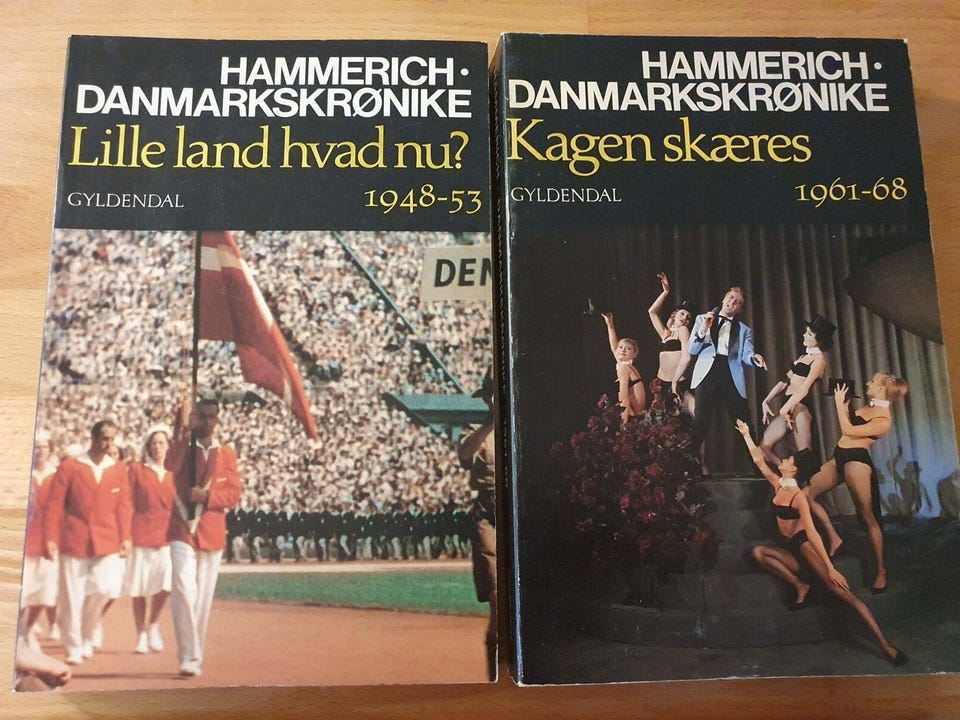 HAMMERICH·
DANMARKSKRØNIKE
Lille land hvad nu?
GYLDENDAL 1948-53
DEN
HAMMERICH·
DANMARKSKRØNIKE
Kagen skæres
GYLDENDAL 1961-68